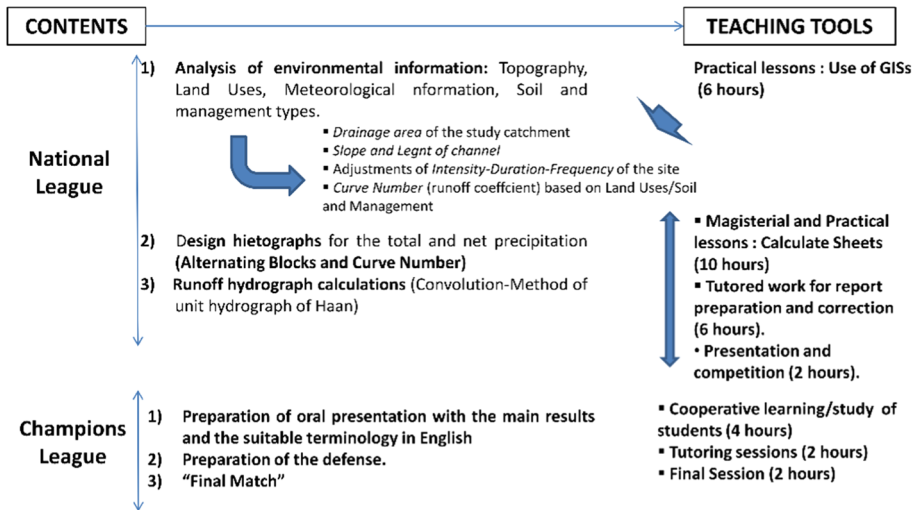 CONTENTS
TEACHING TOOLS
National
League
1) Analysis of environmental information: Topography,
Land Uses, Meteorological nformation, Soil and
management types.
▪ Drainage area of the study catchment
▪ Slope and Legnt of channel
▪ Adjustments of Intensity-Duration-Frequency of the site
▪ Curve Number (runoff coeffcient) based on Land Uses/Soil
and Management
2) Design hietographs for the total and net precipitation
(Alternating Blocks and Curve Number)
3) Runoff hydrograph calculations (Convolution-Method of
unit hydrograph of Haan)
Practical lessons : Use of GISs
(6 hours)
▪ Magisterial and Practical
lessons : Calculate Sheets
(10 hours)
▪ Tutored work for report
preparation and correction
(6 hours).
• Presentation and
competition (2 hours).
Champions
League
1) Preparation of oral presentation with the main results
and the suitable terminology in English
2) Preparation of the defense.
3) “Final Match”
▪ Cooperative learning/study of
students (4 hours)
▪ Tutoring sessions (2 hours)
▪ Final Session (2 hours)